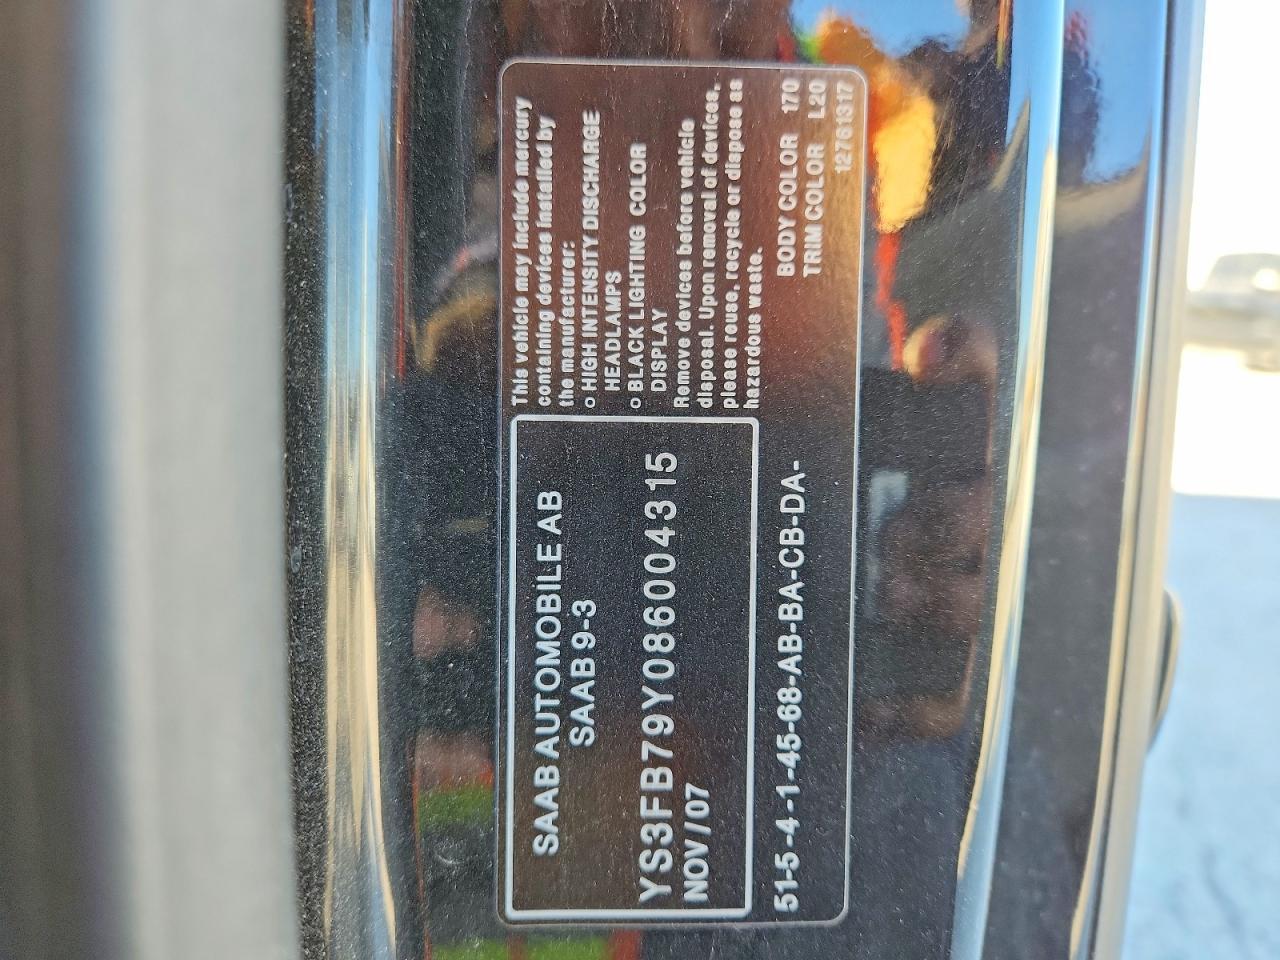 SAAB AUTOMOBILE AB
SAAB 9-3
YS3FB79Y086004315
NOV/07
This vehicle may include mercury
containing devices installed by
the manufacturer:
o HIGH INTENSITY DISCHARGE
HEADLAMPS
o BLACK LIGHTING COLOR
DISPLAY
Remove devices before vehicle
disposal. Upon removal of devices,
please reuse, recycle or dispose as
hazardous waste.
51-5-4-1-45-68-AB-BA-CB-DA-
BODY COLOR 170
TRIM COLOR L20
12761317